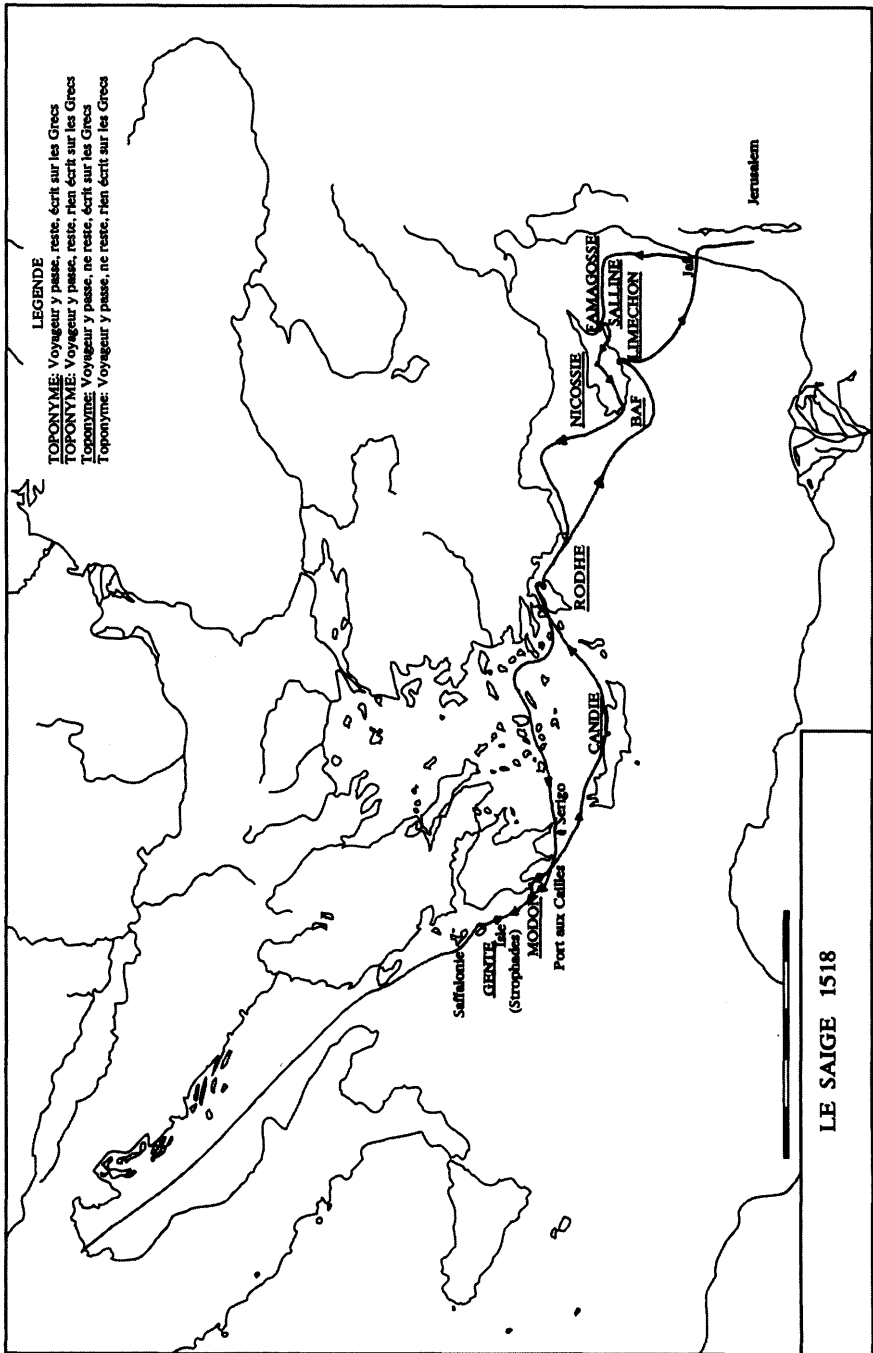 LEGENDE
TOPONYME: Voyageur y passe, reste, écrit sur les Grecs
TOPONYME: Voyageur y passe, reste, rien écrit sur les Grecs
Toponyme: Voyageur y passe, ne reste, écrit sur les Grecs
Toponyme: Voyageur y passe, ne reste, rien écrit sur les Grecs
Saffalonie
GENTE
Isle
(Strophades)
MODON
Port aux Cailles
Serigo
CANDIE
RODHE
NICOSSIE
BAF
FAMAGOSSE
SALLINE
LIMECHON
Jaf
Jerusalem
LE SAIGE 1518